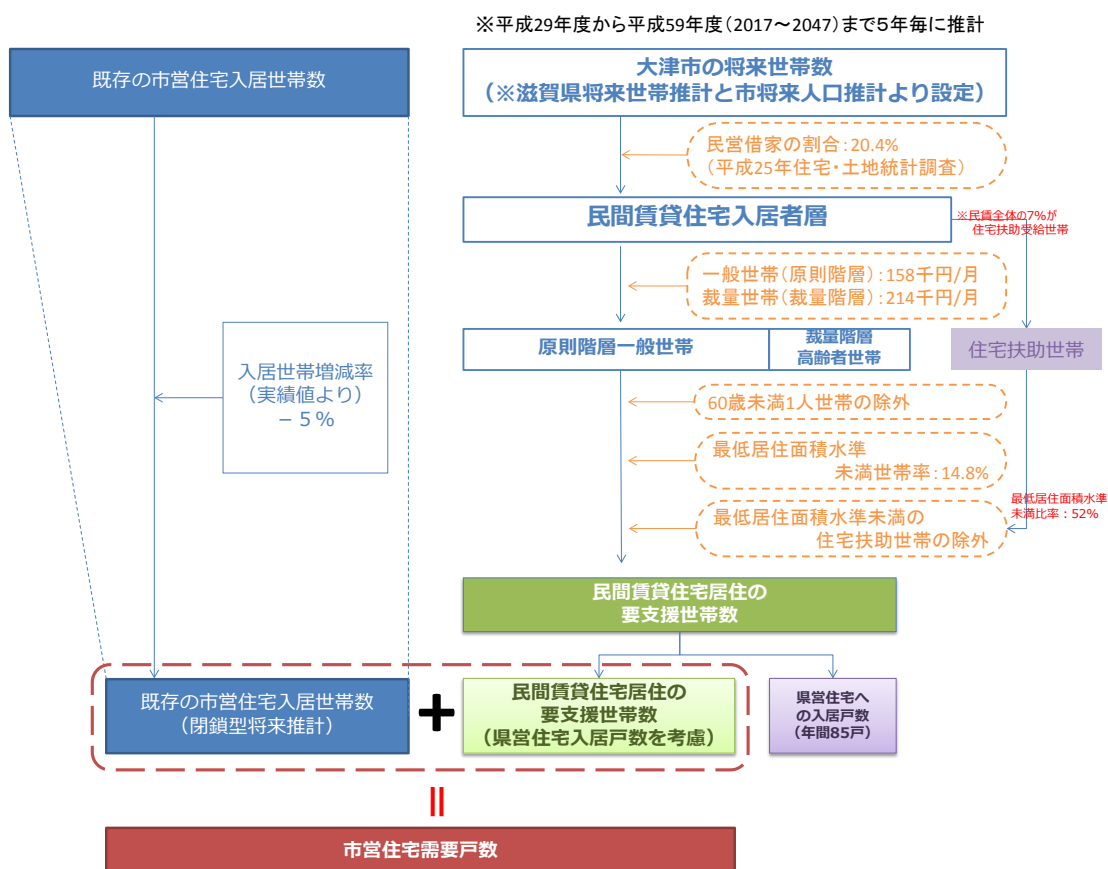 ※平成29年度から平成59年度(2017～2047)まで5年毎に推計
既存の市営住宅入居世帯数
大津市の将来世帯数
（※滋賀県将来世帯推計と市将来人口推計より設定）
民営借家の割合：20.4%
（平成25年住宅・土地統計調査）
民間賃貸住宅入居者層
※民賃全体の7%が
住宅扶助受給世帯
一般世帯（原則階層）：158千円/月
裁量世帯（裁量階層）：214千円/月
原則階層一般世帯
裁量階層
高齢者世帯
住宅扶助世帯
入居世帯増減率
（実績値より）
－５％
60歳未満1人世帯の除外
最低居住面積水準
未満世帯率：14.8%
最低居住面積水準
未満比率：52%
最低居住面積水準未満の
住宅扶助世帯の除外
民間賃貸住宅居住の
要支援世帯数
既存の市営住宅入居世帯数
（閉鎖型将来推計）
+
民間賃貸住宅居住の
要支援世帯数
（県営住宅入居戸数を考慮）
県営住宅へ
の入居戸数
（年間85戸）
=
市営住宅需要戸数